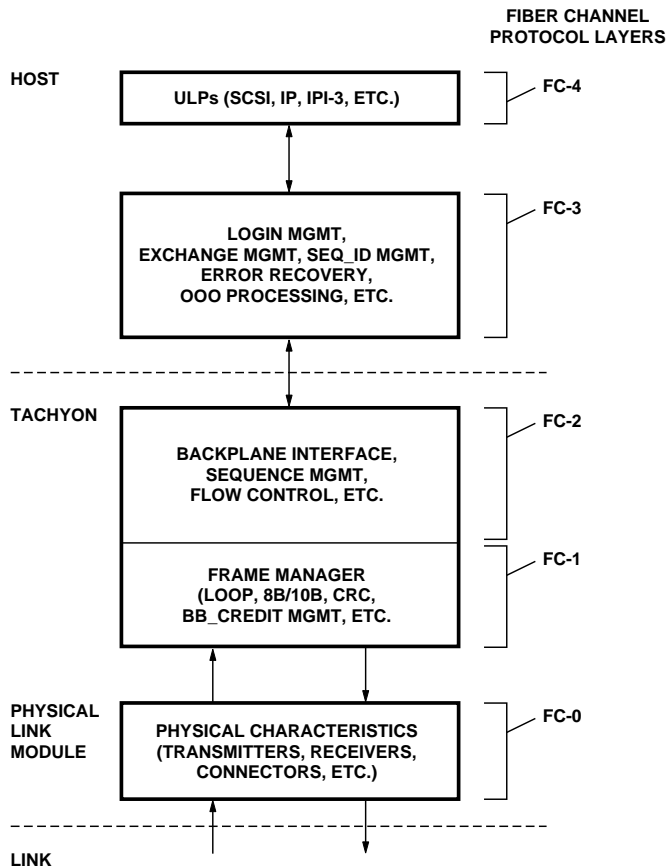 FIBER CHANNEL
PROTOCOL LAYERS
HOST
ULPs (SCSI, IP, IPI-3, ETC.)
FC-4
LOGIN MGMT,
EXCHANGE MGMT, SEQ_ID MGMT,
ERROR RECOVERY,
OOO PROCESSING, ETC.
FC-3
TACHYON
BACKPLANE INTERFACE,
SEQUENCE MGMT,
FLOW CONTROL, ETC.
FC-2
FRAME MANAGER
(LOOP, 8B/10B, CRC,
BB_CREDIT MGMT, ETC.
FC-1
PHYSICAL
LINK
MODULE
PHYSICAL CHARACTERISTICS
(TRANSMITTERS, RECEIVERS,
CONNECTORS, ETC.)
FC-0
LINK